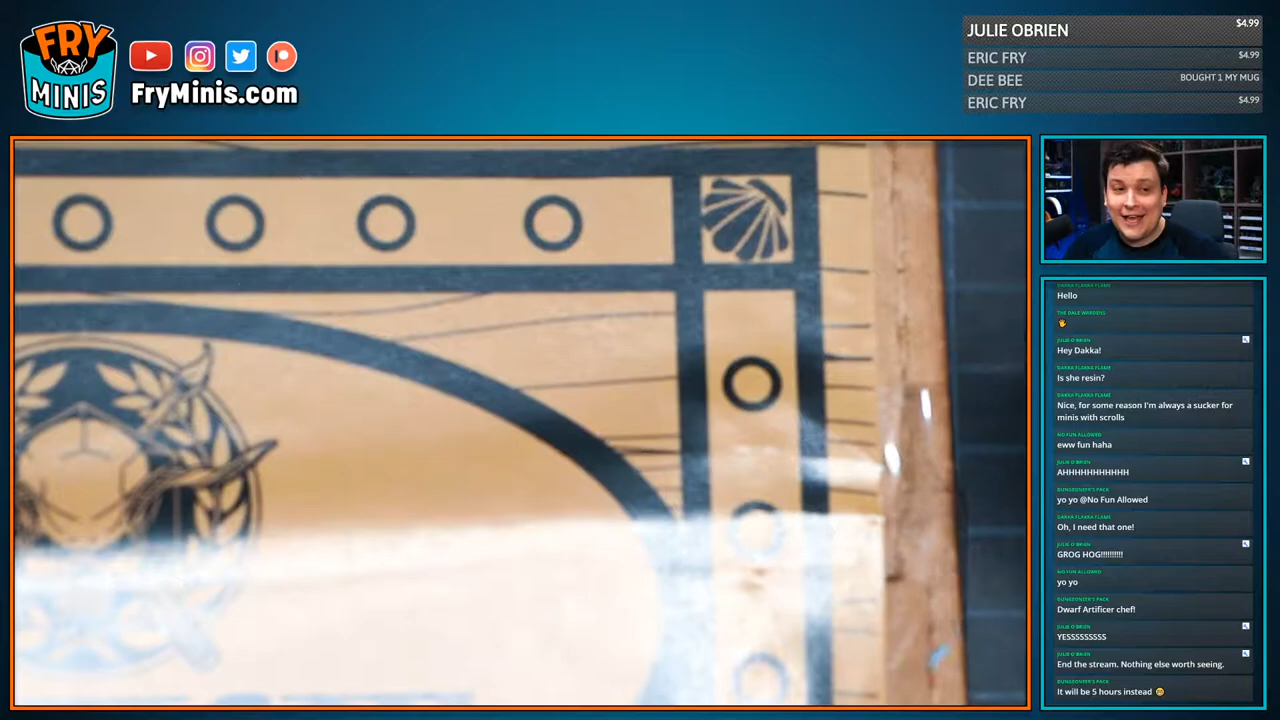 FRY
MINIS
FryMinis.com
JULIE OBRIEN $4.99
ERIC FRY $4.99
DEE BEE BOUGHT 1 MY MUG
ERIC FRY $4.99
DAKKA FLAKKA FLAME
Hello
THE DALE WARDENS
JULIE O'BRIEN
Hey Dakka!
DAKKA FLAKKA FLAME
Is she resin?
DAKKA FLAKKA FLAME
Nice, for some reason I'm always a sucker for
minis with scrolls
NO FUN ALLOWED
eww fun haha
JULIE O'BRIEN
AHHHHHHHHHHH
DUNGEONEER'S PACK
yo yo @No Fun Allowed
DAKKA FLAKKA FLAME
Oh, I need that one!
JULIE O'BRIEN
GROG HOG!!!!!!!!!!
NO FUN ALLOWED
yo yo
DUNGEONEER'S PACK
Dwarf Artificer chef!
JULIE O'BRIEN
YESSSSSSSSS
JULIE O'BRIEN
End the stream. Nothing else worth seeing.
DUNGEONEER'S PACK
It will be 5 hours instead 😁